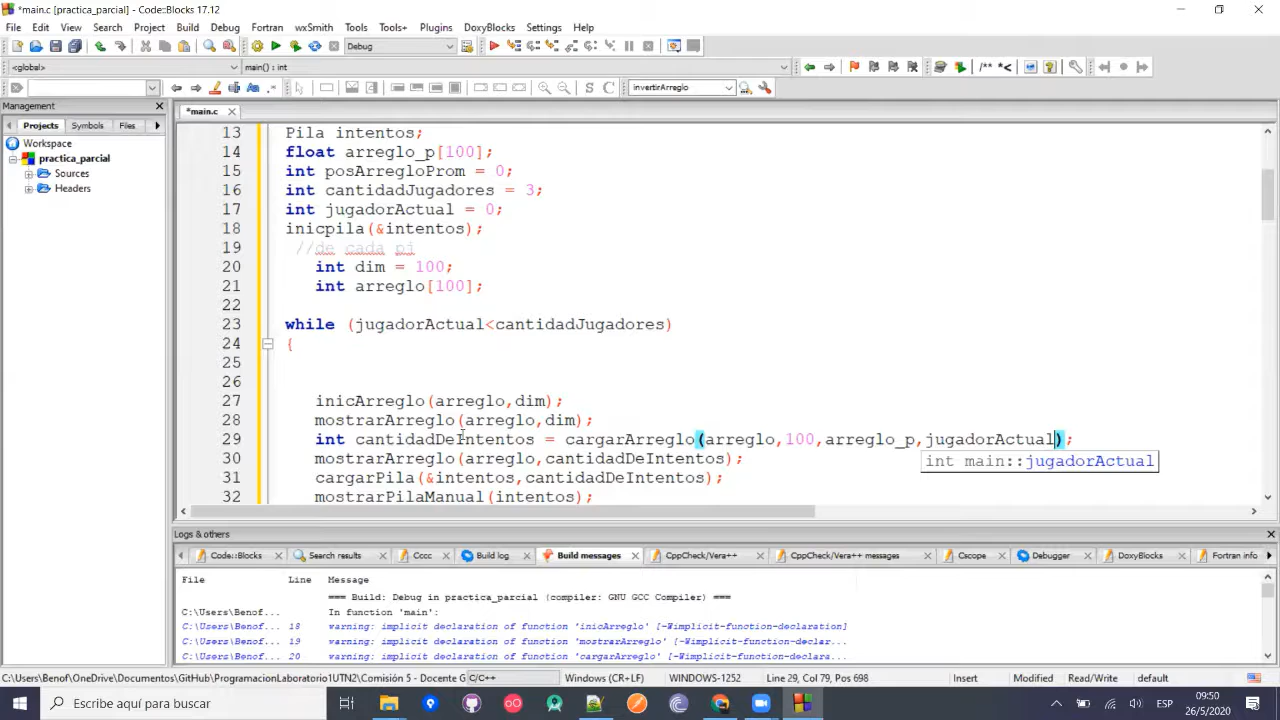 *main.c [practica_parcial] - Code::Blocks 17.12
File Edit View Search Project Build Debug Fortran wxSmith Tools Tools+ Plugins DoxyBlocks Settings Help
Debug
<global> main() : int
/** *<
S C invertirArreglo
Management
*main.c
Projects Symbols Files
Workspace
practica_parcial
Sources
Headers
13 Pila intentos;
14 float arreglo_p[100];
15 int posArregloProm = 0;
16 int cantidadJugadores = 3;
17 int jugadorActual = 0;
18 inicpila(&intentos);
19 //de cada pi
20 int dim = 100;
21 int arreglo[100];
22
23 while (jugadorActual<cantidadJugadores)
24 {
25
26
27 inicArreglo(arreglo,dim);
28 mostrarArreglo(arreglo,dim);
29 int cantidadDeIntentos = cargarArreglo(arreglo,100,arreglo_p,jugadorActual);
30 mostrarArreglo(arreglo,cantidadDeIntentos);
int main::jugadorActual
31 cargarPila(&intentos,cantidadDeIntentos);
32 mostrarPilaManual(intentos);
Logs & others
Code::Blocks Search results Cccc Build log Build messages CppCheck/Vera++ CppCheck/Vera++ messages Cscope Debugger DoxyBlocks Fortran info
File Line Message
=== Build: Debug in practica_parcial (compiler: GNU GCC Compiler) ===
C:\Users\Benof... In function 'main':
C:\Users\Benof... 18 warning: implicit declaration of function 'inicArreglo' [-Wimplicit-function-declaration]
C:\Users\Benof... 19 warning: implicit declaration of function 'mostrarArreglo' [-Wimplicit-function-declar...
C:\Users\Benof... 20 warning: implicit declaration of function 'cargarArreglo' [-Wimplicit-function-declara...
C:\Users\Benof\OneDrive\Documentos\GitHub\ProgramacionLaboratorio1UTN2\Comisión 5 - Docente G C/C++ Windows (CR+LF) WINDOWS-1252 Line 29, Col 79, Pos 698 Insert Modified Read/Write default
Escribe aquí para buscar
ESP
09:50
26/5/2020